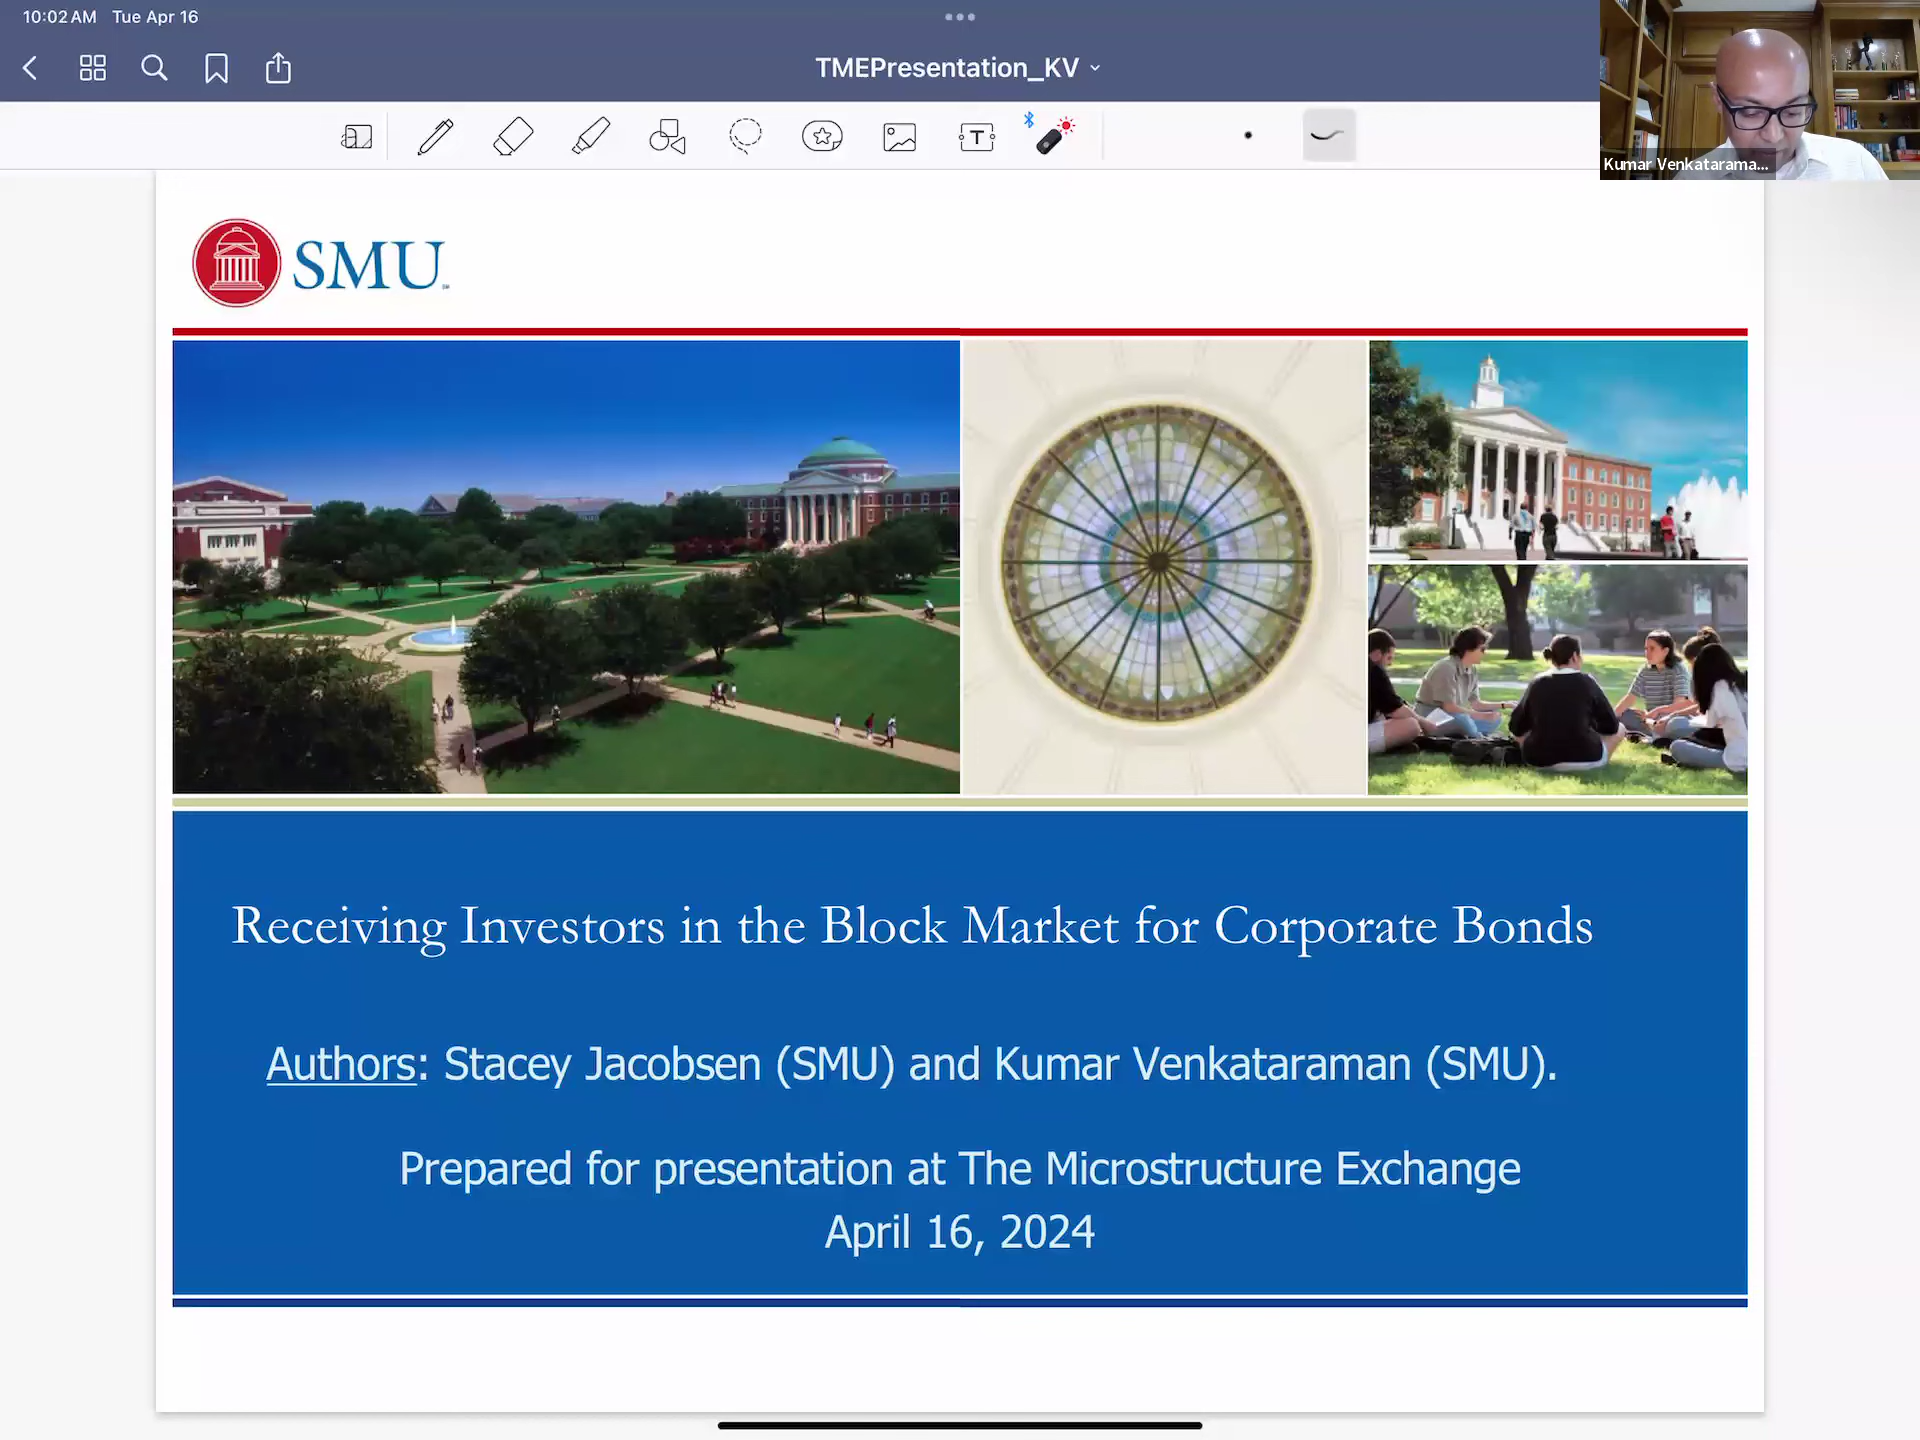 10:02 AM Tue Apr 16
TMEPresentation_KV
T
Kumar Venkatarama...
SMU
Receiving Investors in the Block Market for Corporate Bonds
Authors: Stacey Jacobsen (SMU) and Kumar Venkataraman (SMU).
Prepared for presentation at The Microstructure Exchange
April 16, 2024